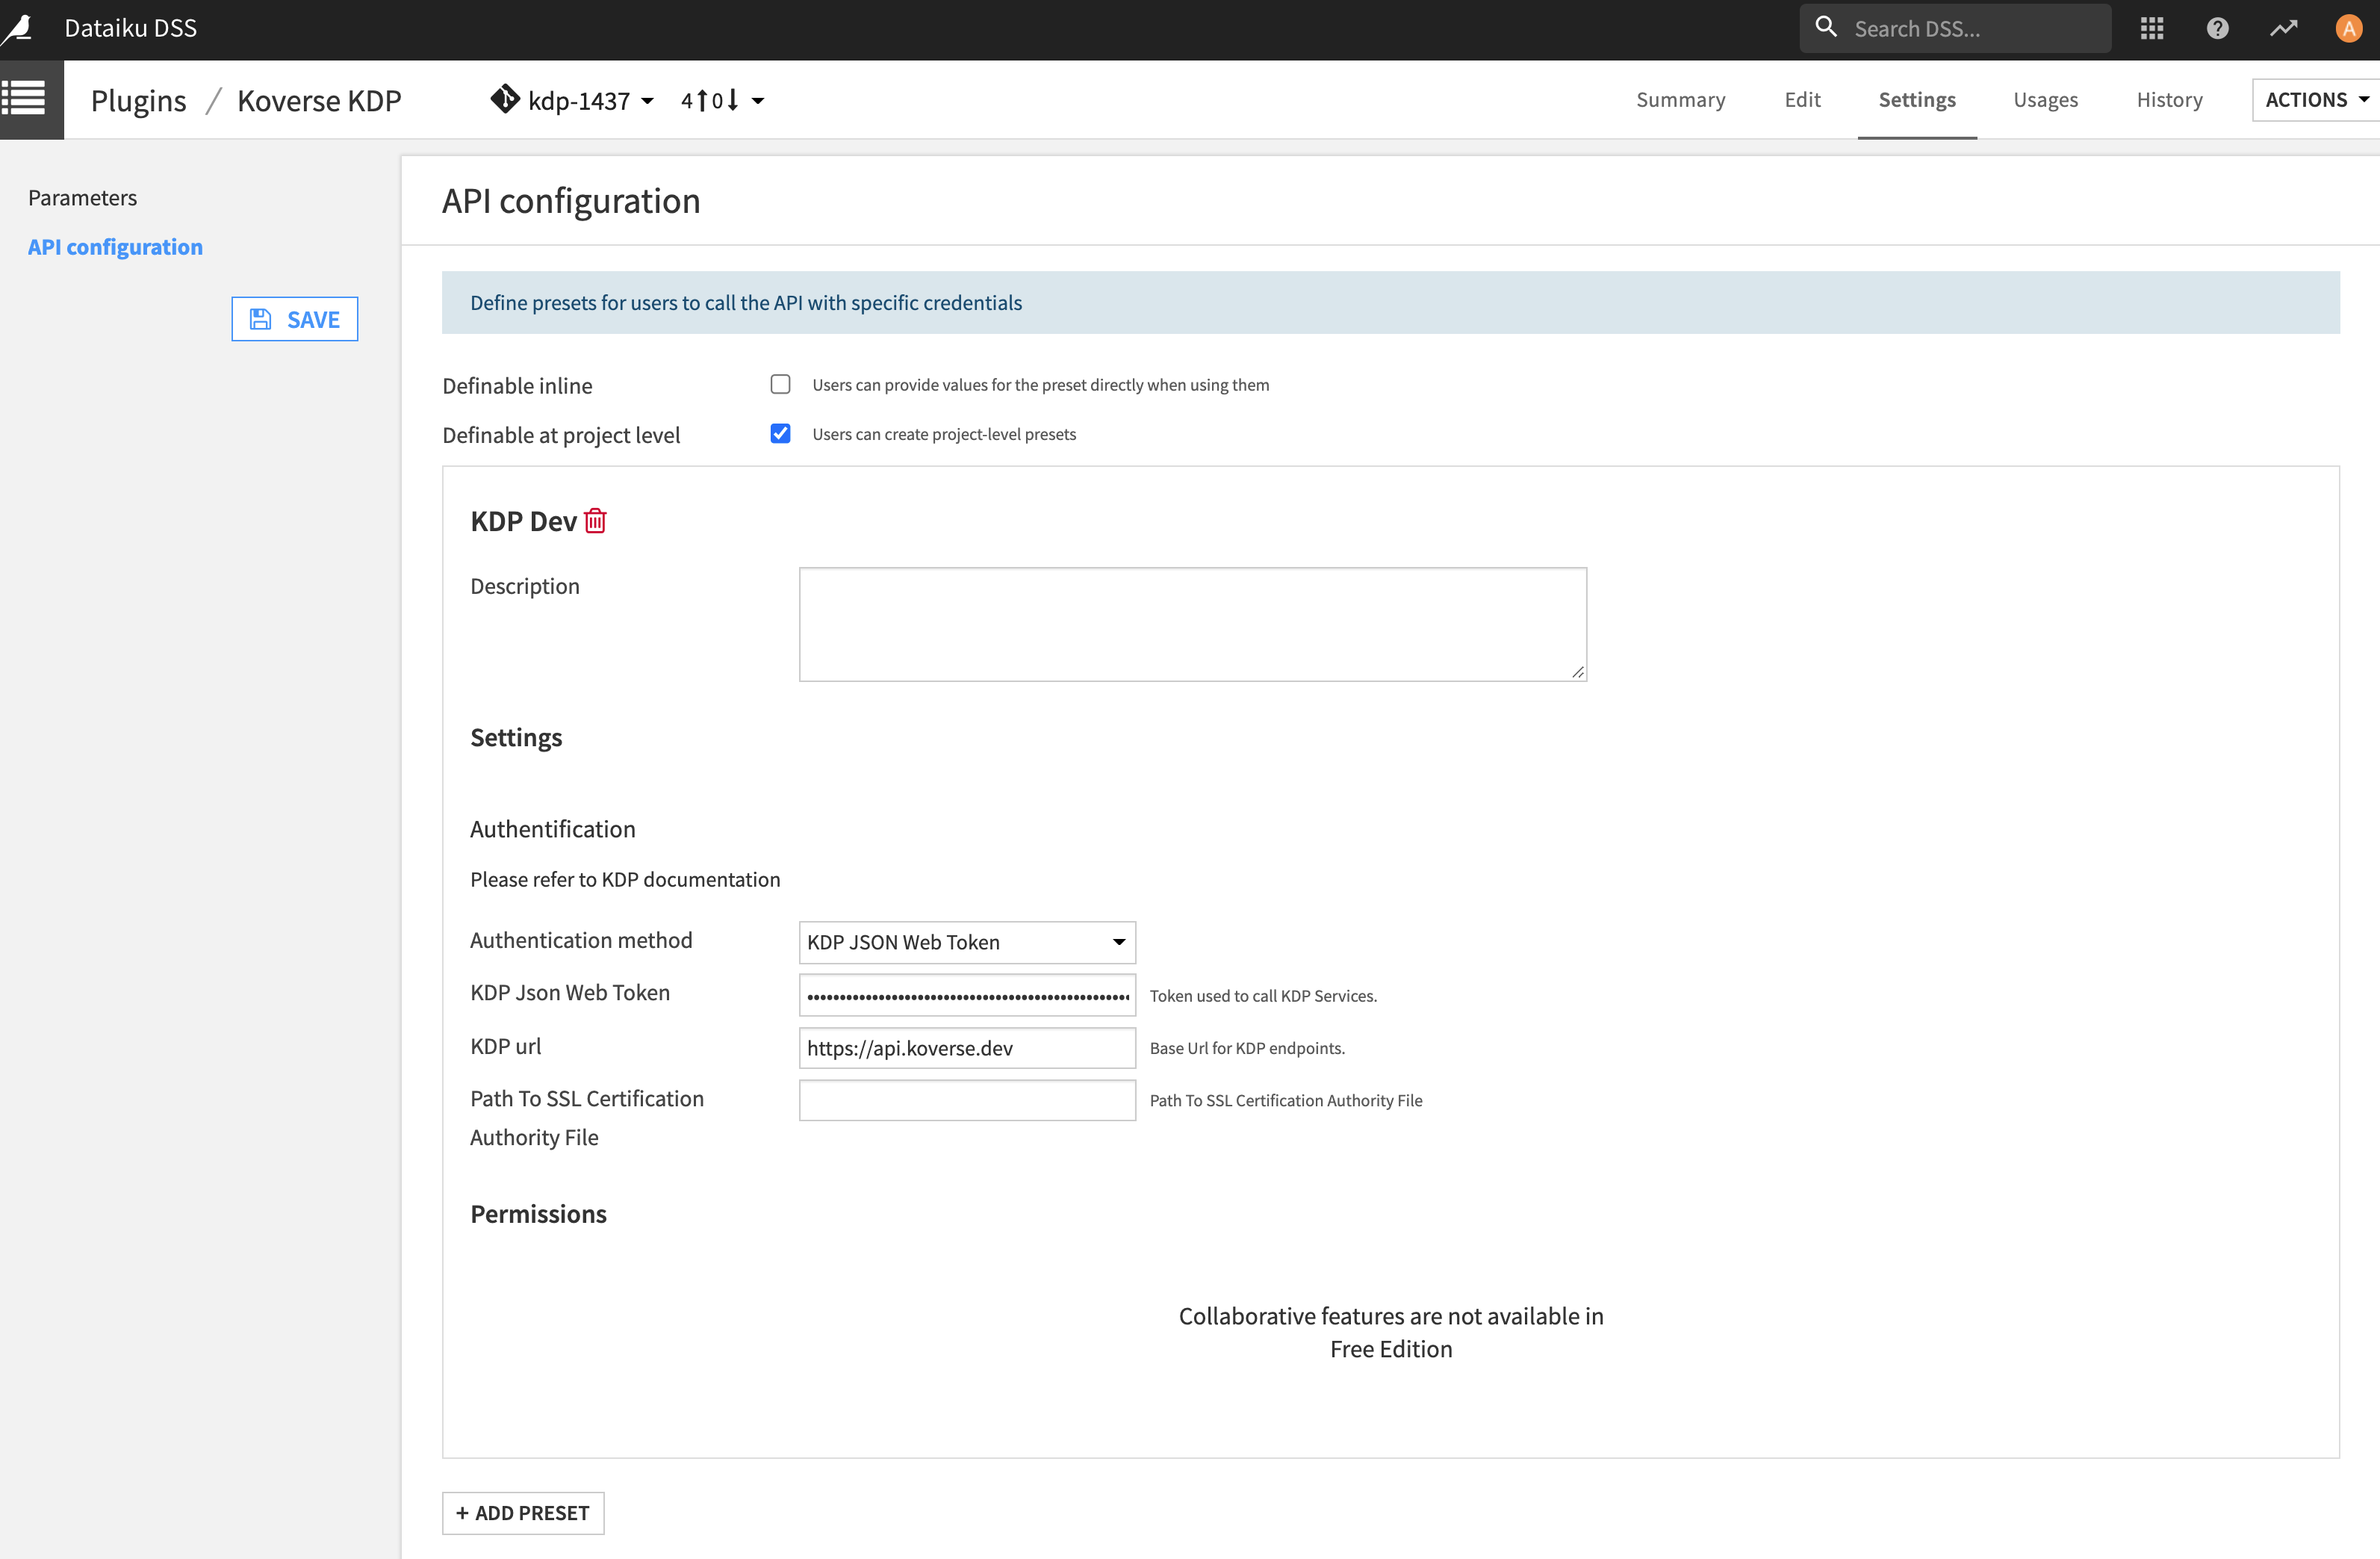 Dataiku DSS
Search DSS...
A
Plugins / Koverse KDP
kdp-1437
4 0
Summary
Edit
Settings
Usages
History
ACTIONS
Parameters
API configuration
SAVE
API configuration
Define presets for users to call the API with specific credentials
Definable inline
Users can provide values for the preset directly when using them
Definable at project level
Users can create project-level presets
KDP Dev
Description
Settings
Authentification
Please refer to KDP documentation
Authentication method
KDP JSON Web Token
KDP Json Web Token
Token used to call KDP Services.
KDP url
https://api.koverse.dev
Base Url for KDP endpoints.
Path To SSL Certification
Authority File
Path To SSL Certification Authority File
Permissions
Collaborative features are not available in
Free Edition
+ ADD PRESET